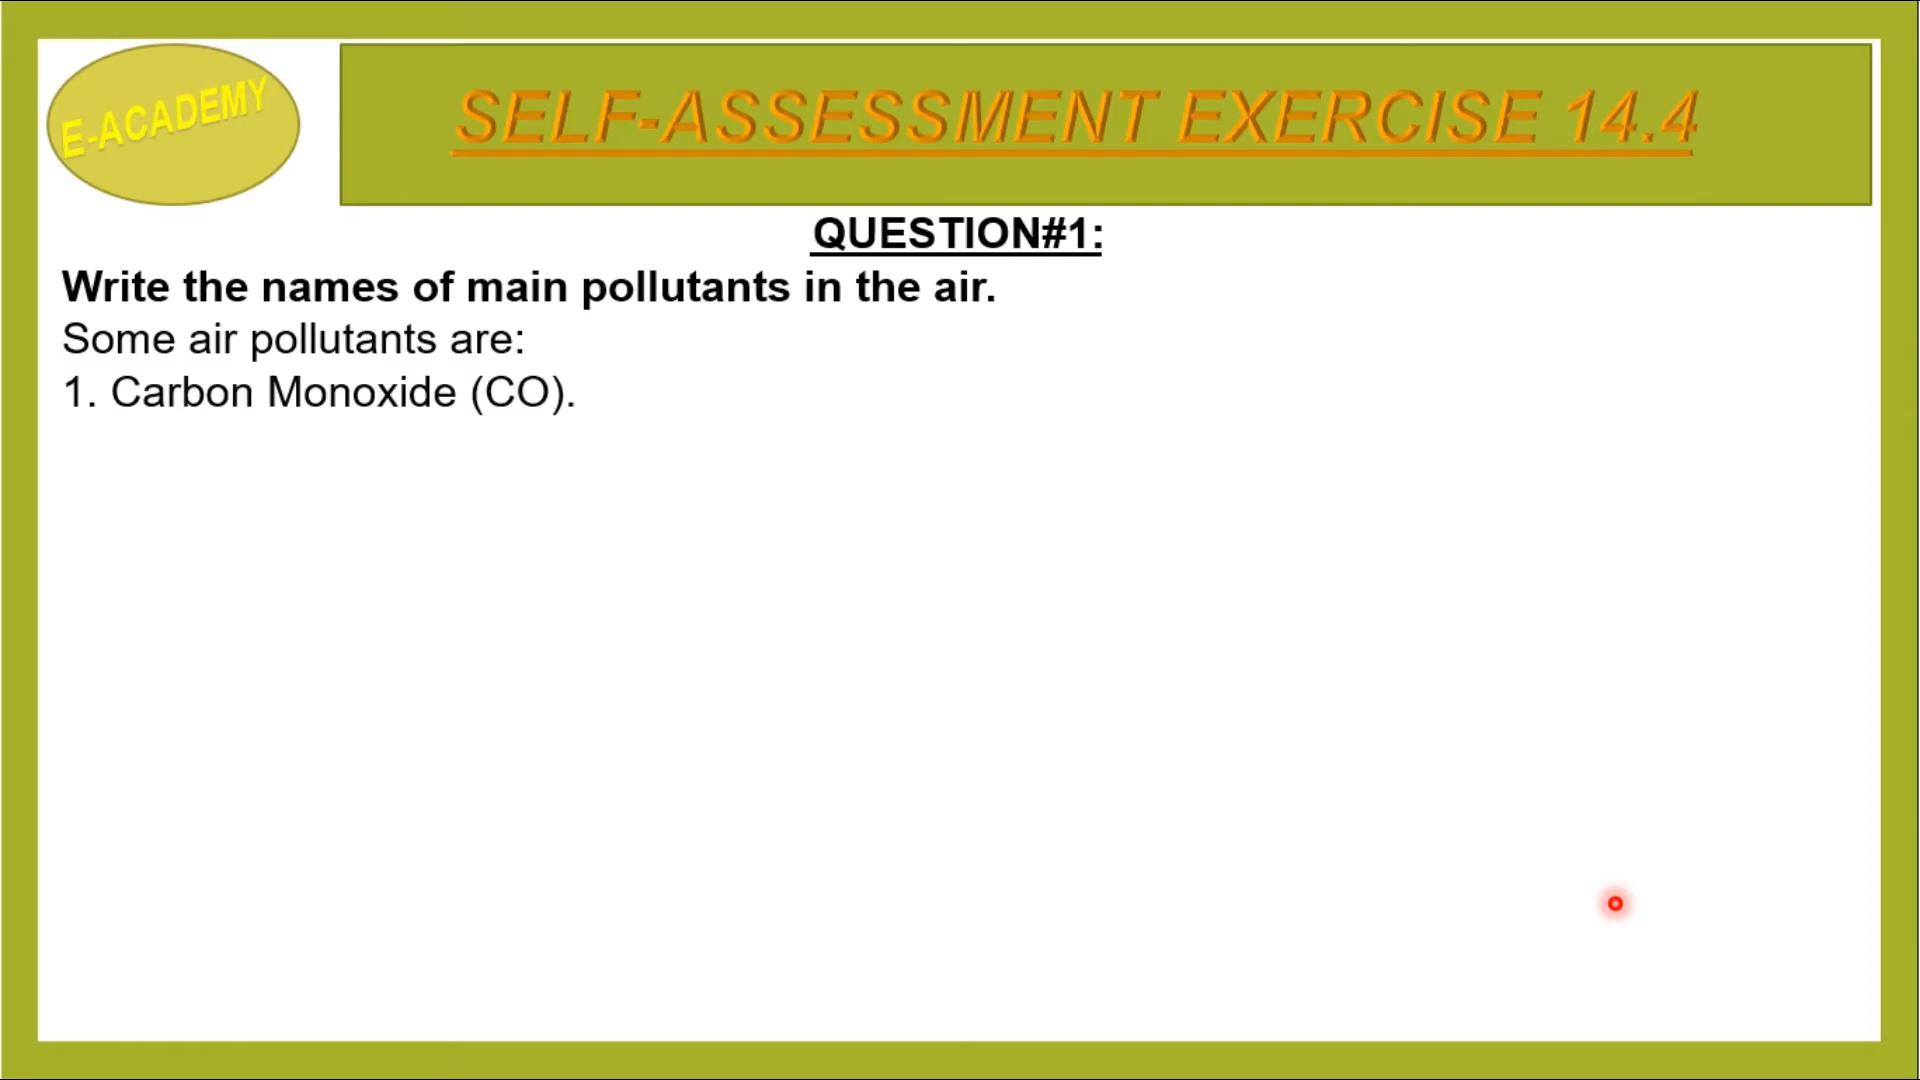 E-ACADEMY
SELF-ASSESSMENT EXERCISE 14.4
QUESTION#1:
Write the names of main pollutants in the air.
Some air pollutants are:
1. Carbon Monoxide (CO).